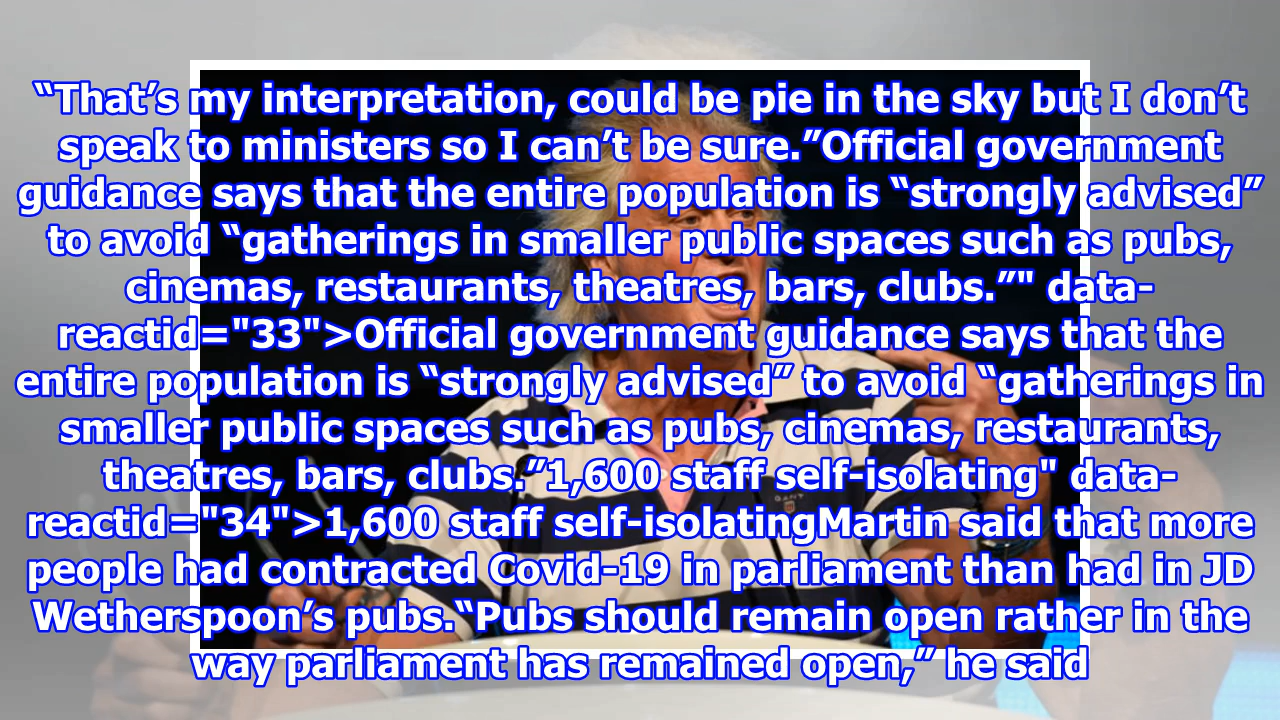 “That’s my interpretation, could be pie in the sky but I don’t
speak to ministers so I can’t be sure.”Official government
guidance says that the entire population is “strongly advised”
to avoid “gatherings in smaller public spaces such as pubs,
cinemas, restaurants, theatres, bars, clubs.”" data-
reactid="33">Official government guidance says that the
entire population is “strongly advised” to avoid “gatherings in
smaller public spaces such as pubs, cinemas, restaurants,
theatres, bars, clubs.”1,600 staff self-isolating" data-
reactid="34">1,600 staff self-isolatingMartin said that more
people had contracted Covid-19 in parliament than had in JD
Wetherspoon’s pubs.“Pubs should remain open rather in the
way parliament has remained open,” he said